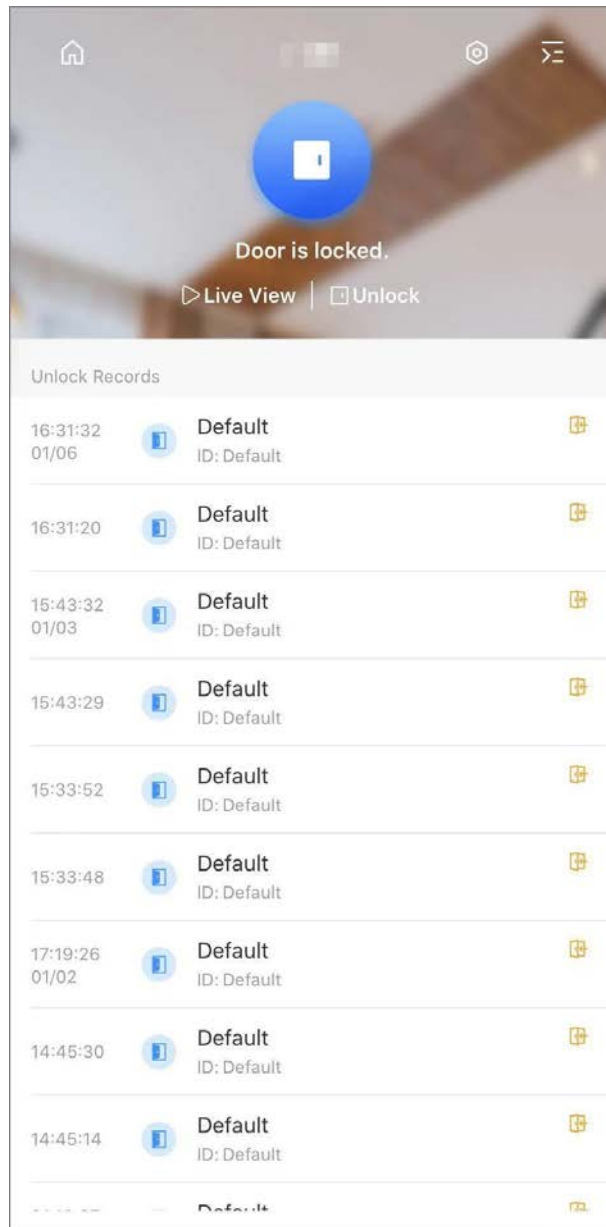 Door is locked.
Live View Unlock
Unlock Records
16:31:32
01/06
Default
ID: Default
16:31:20
Default
ID: Default
15:43:32
01/03
Default
ID: Default
15:43:29
Default
ID: Default
15:33:52
Default
ID: Default
15:33:48
Default
ID: Default
17:19:26
01/02
Default
ID: Default
14:45:30
Default
ID: Default
14:45:14
Default
ID: Default
Default